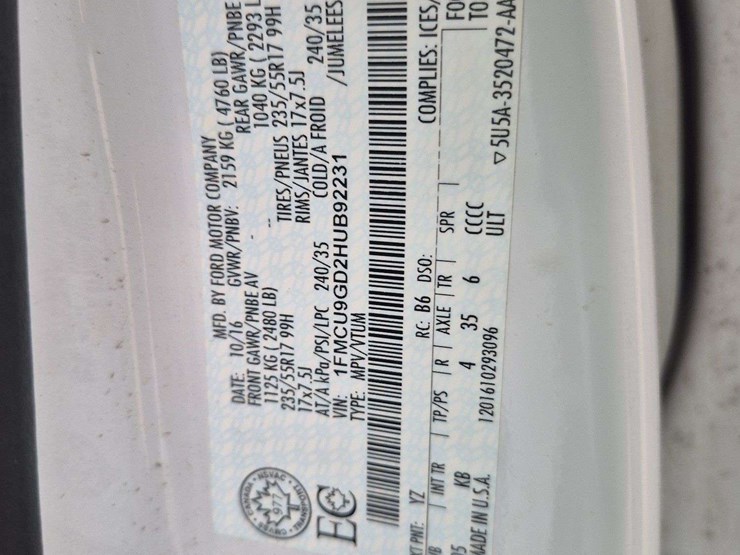 MFD. BY FORD MOTOR COMPANY
DATE: 10/16 GVWR/PNBV: 2159 KG ( 4760 LB)
FRONT GAWR/PNBE AV - REAR GAWR/PNBE
1125 KG ( 2480 LB) -- 1040 KG ( 2293 L
235/55R17 99H TIRES/PNEUS 235/55R17 99H
17x7.5J RIMS/JANTES 17x7.5J
AT/A kPa/PSI/LPC 240/35 COLD/A FROID 240/35
VIN: 1FMCU9GD2HUB92231 /JUMELEES
TYPE: MPV/VTUM
CANADA NSVAC
977
EC
PNT: YZ RC: B6 DSO: COMPLIES: ICES/
INT TR TP/PS R AXLE TR SPR
KB 4 35 6 CCCC
ULT
MADE IN U.S.A. 1201610293096 ▽5U5A-3520472-AA